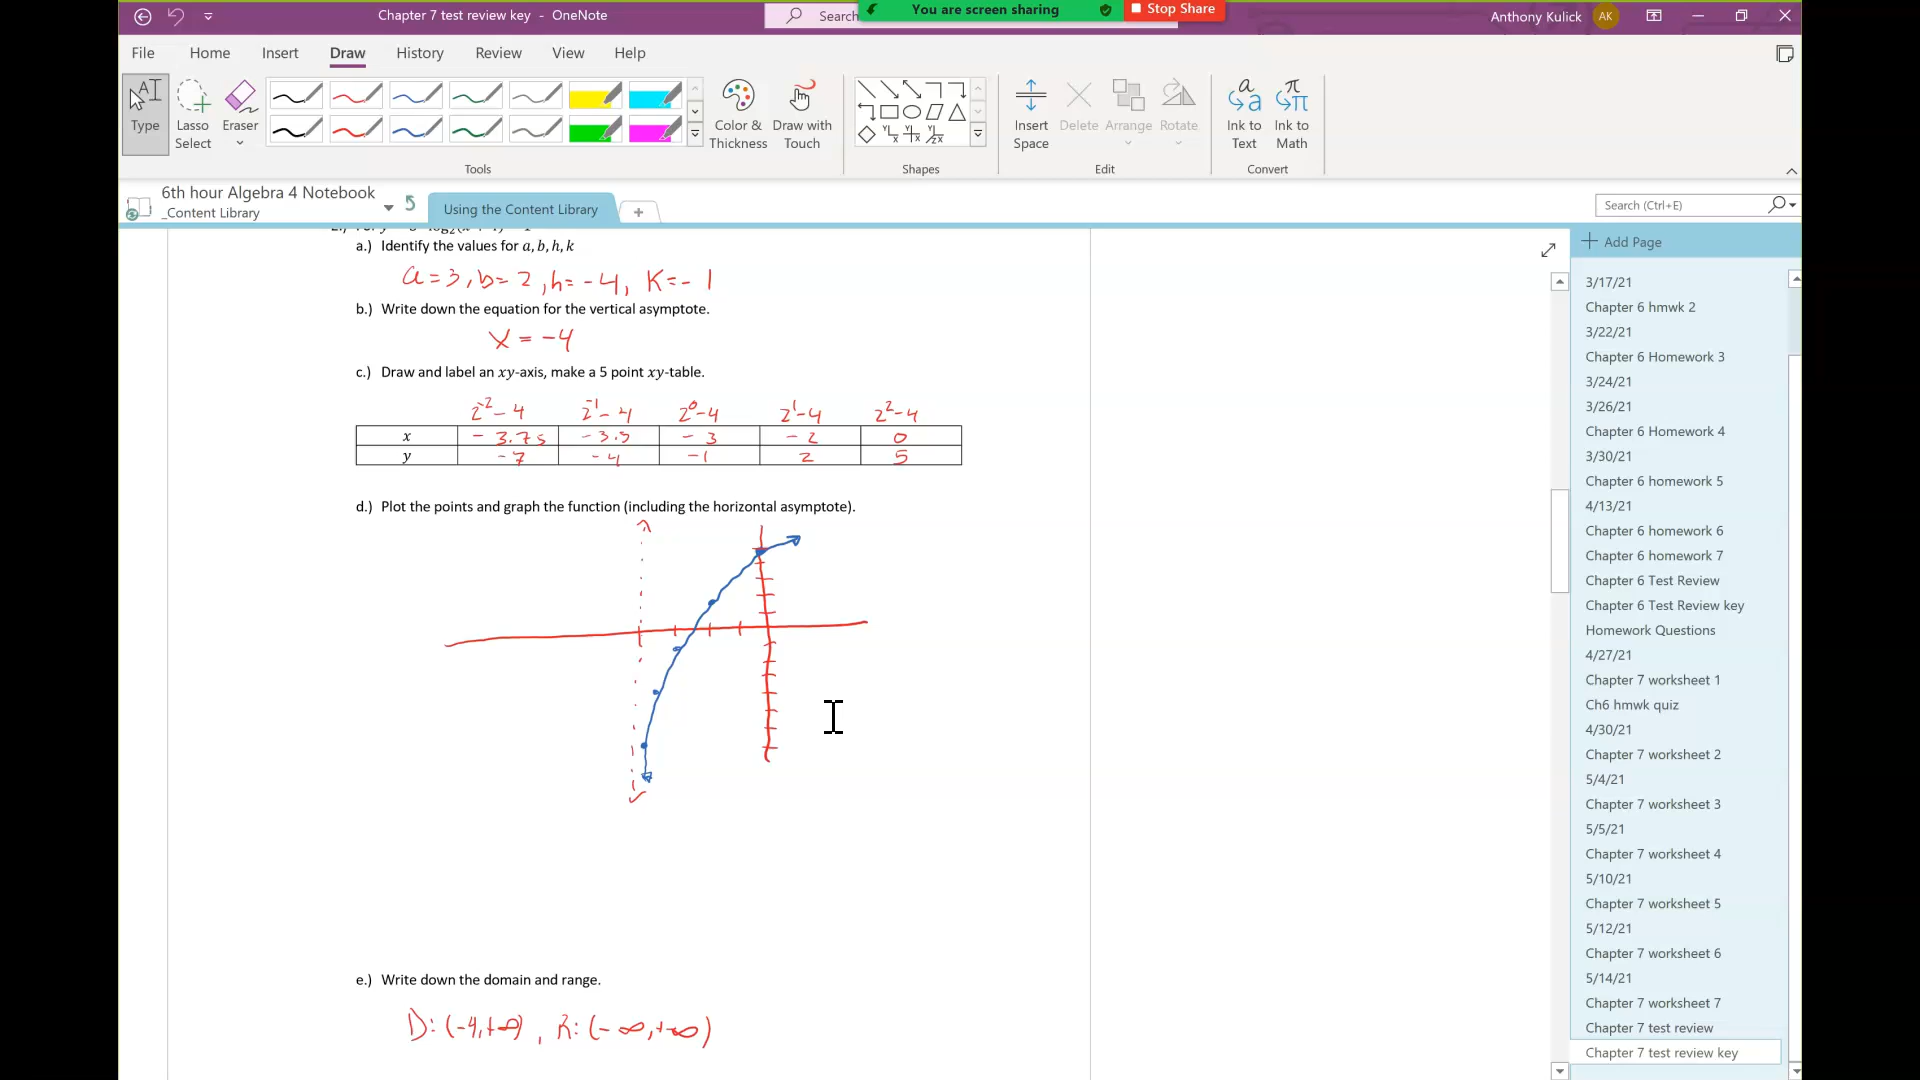 Chapter 7 test review key - OneNote
Search
You are screen sharing
Stop Share
Anthony Kulick AK
File Home Insert Draw History Review View Help
Type
Lasso Select
Eraser
Color & Thickness
Draw with Touch
Insert Space
Delete
Arrange
Rotate
Ink to Text
Ink to Math
Tools
Shapes
Edit
Convert
6th hour Algebra 4 Notebook
_Content Library
Using the Content Library
Search (Ctrl+E)
a.) Identify the values for a, b, h, k
a=3, b=2, h=-4, K=-1
b.) Write down the equation for the vertical asymptote.
x = -4
c.) Draw and label an xy-axis, make a 5 point xy-table.
2⁻²-4 2⁻¹-4 2⁰-4 2¹-4 2²-4
x -3.75 -3.5 -3 -2 0
y -7 -4 -1 2 5
d.) Plot the points and graph the function (including the horizontal asymptote).
e.) Write down the domain and range.
D: (-4,+∞), R: (-∞,+∞)
Add Page
3/17/21
Chapter 6 hmwk 2
3/22/21
Chapter 6 Homework 3
3/24/21
3/26/21
Chapter 6 Homework 4
3/30/21
Chapter 6 homework 5
4/13/21
Chapter 6 homework 6
Chapter 6 homework 7
Chapter 6 Test Review
Chapter 6 Test Review key
Homework Questions
4/27/21
Chapter 7 worksheet 1
Ch6 hmwk quiz
4/30/21
Chapter 7 worksheet 2
5/4/21
Chapter 7 worksheet 3
5/5/21
Chapter 7 worksheet 4
5/10/21
Chapter 7 worksheet 5
5/12/21
Chapter 7 worksheet 6
5/14/21
Chapter 7 worksheet 7
Chapter 7 test review
Chapter 7 test review key